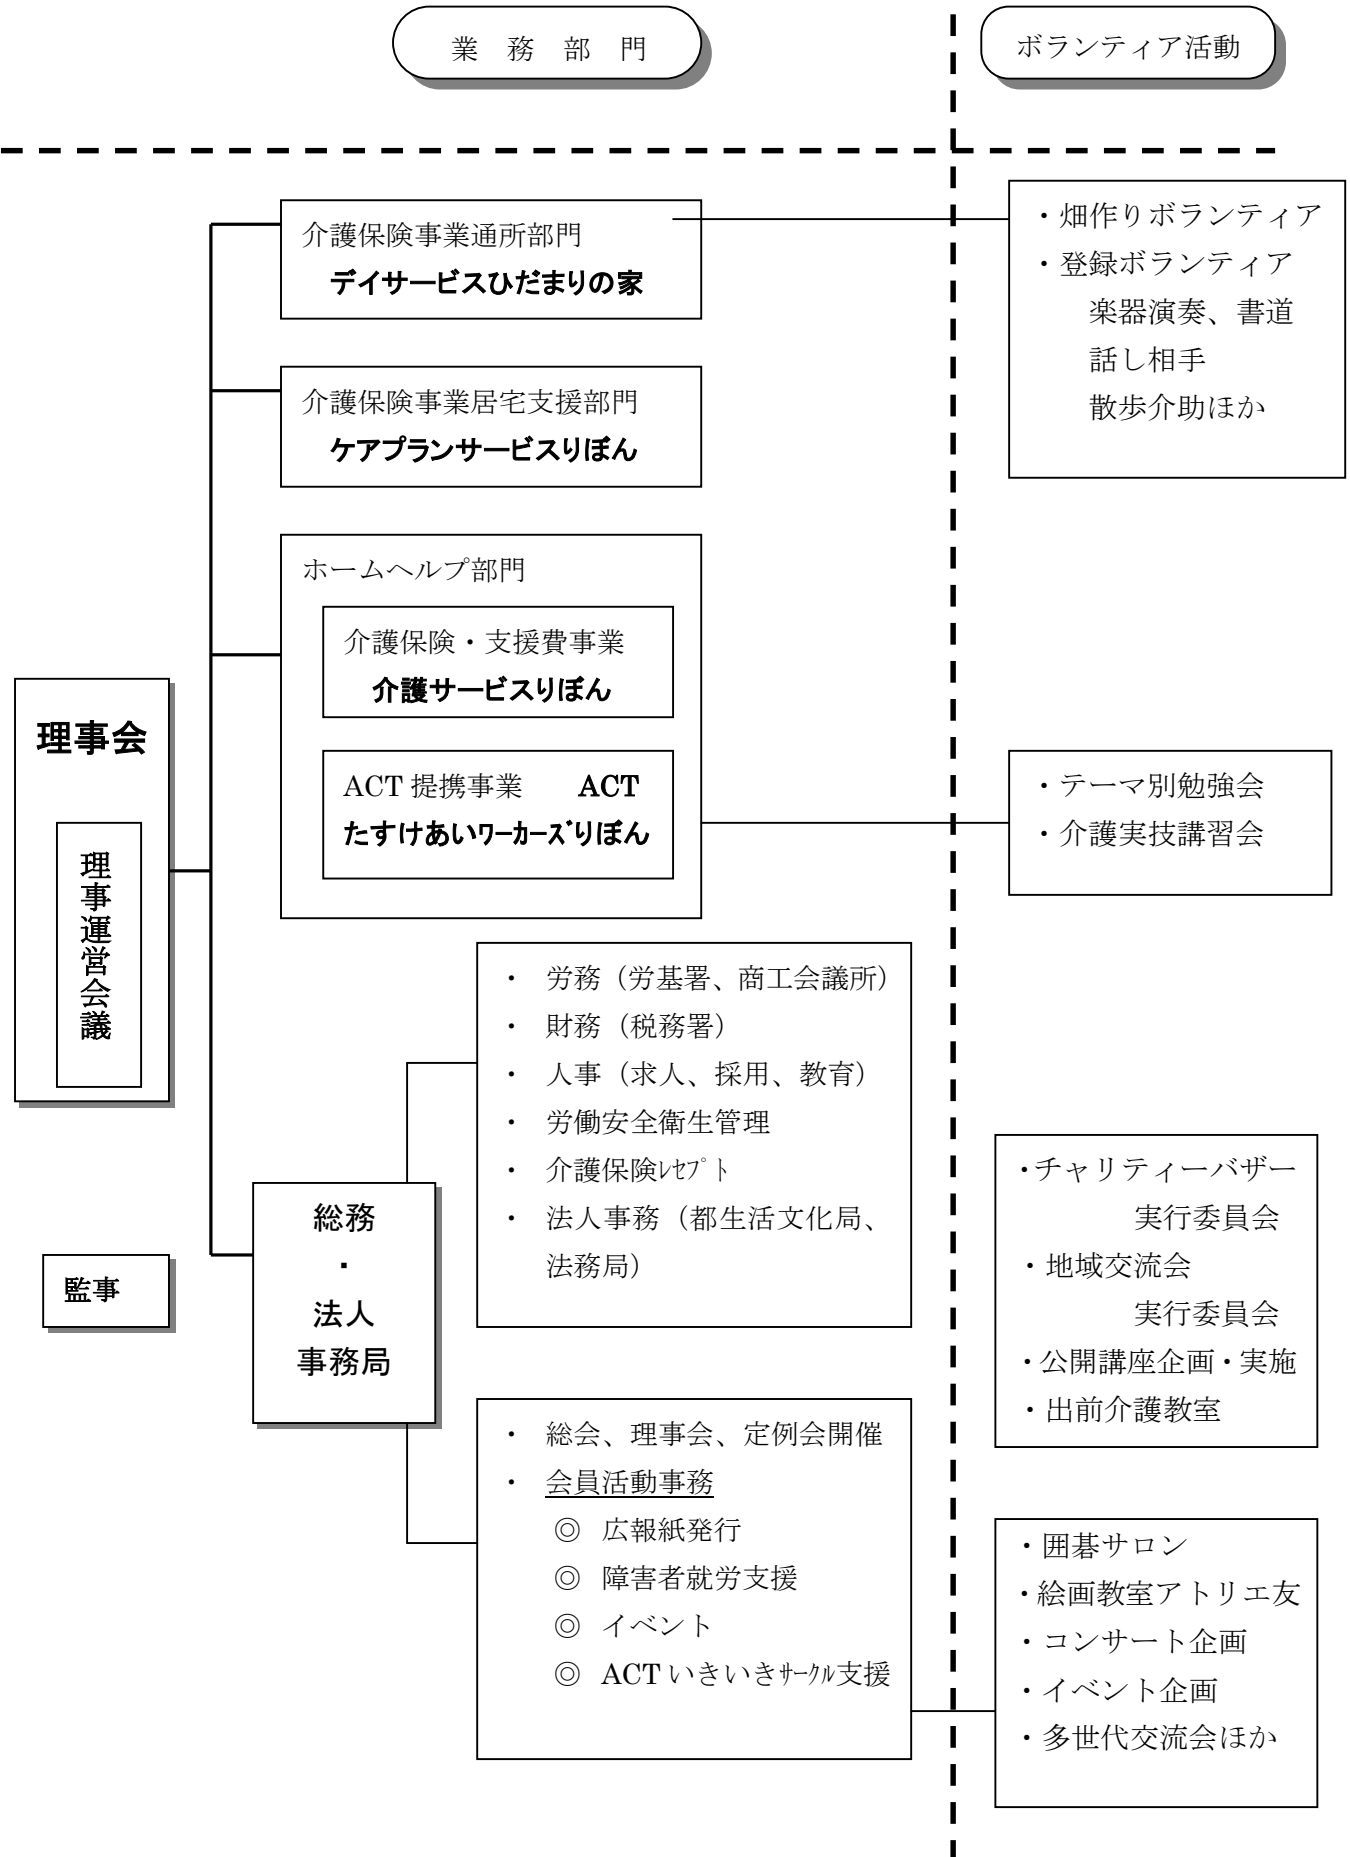 業 務 部 門
ボランティア活動
介護保険事業通所部門
デイサービスひだまりの家
・畑作りボランティア
・登録ボランティア
楽器演奏、書道
話し相手
散歩介助ほか
介護保険事業居宅支援部門
ケアプランサービスりぼん
ホームヘルプ部門
介護保険・支援費事業
介護サービスりぼん
ACT 提携事業 ACT
たすけあいワーカーズりぼん
・テーマ別勉強会
・介護実技講習会
理事会
理事運営会議
監事
総務
・
法人
事務局
・ 労務（労基署、商工会議所）
・ 財務（税務署）
・ 人事（求人、採用、教育）
・ 労働安全衛生管理
・ 介護保険ﾚｾﾌﾟﾄ
・ 法人事務（都生活文化局、
法務局）
・チャリティーバザー
実行委員会
・地域交流会
実行委員会
・公開講座企画・実施
・出前介護教室
・ 総会、理事会、定例会開催
・ 会員活動事務
◎ 広報紙発行
◎ 障害者就労支援
◎ イベント
◎ ACT いきいきｻｰｸﾙ支援
・囲碁サロン
・絵画教室アトリエ友
・コンサート企画
・イベント企画
・多世代交流会ほか